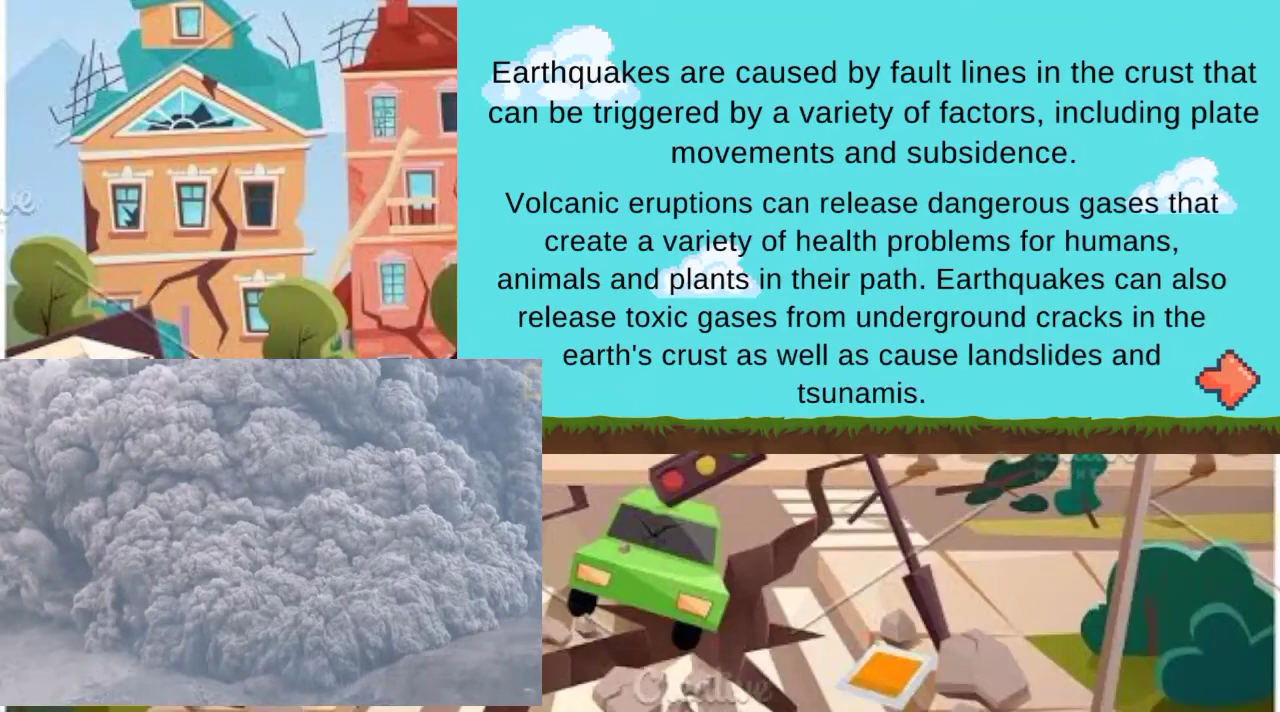 Earthquakes are caused by fault lines in the crust that
can be triggered by a variety of factors, including plate
movements and subsidence.
Volcanic eruptions can release dangerous gases that
create a variety of health problems for humans,
animals and plants in their path. Earthquakes can also
release toxic gases from underground cracks in the
earth's crust as well as cause landslides and
tsunamis.
Creative